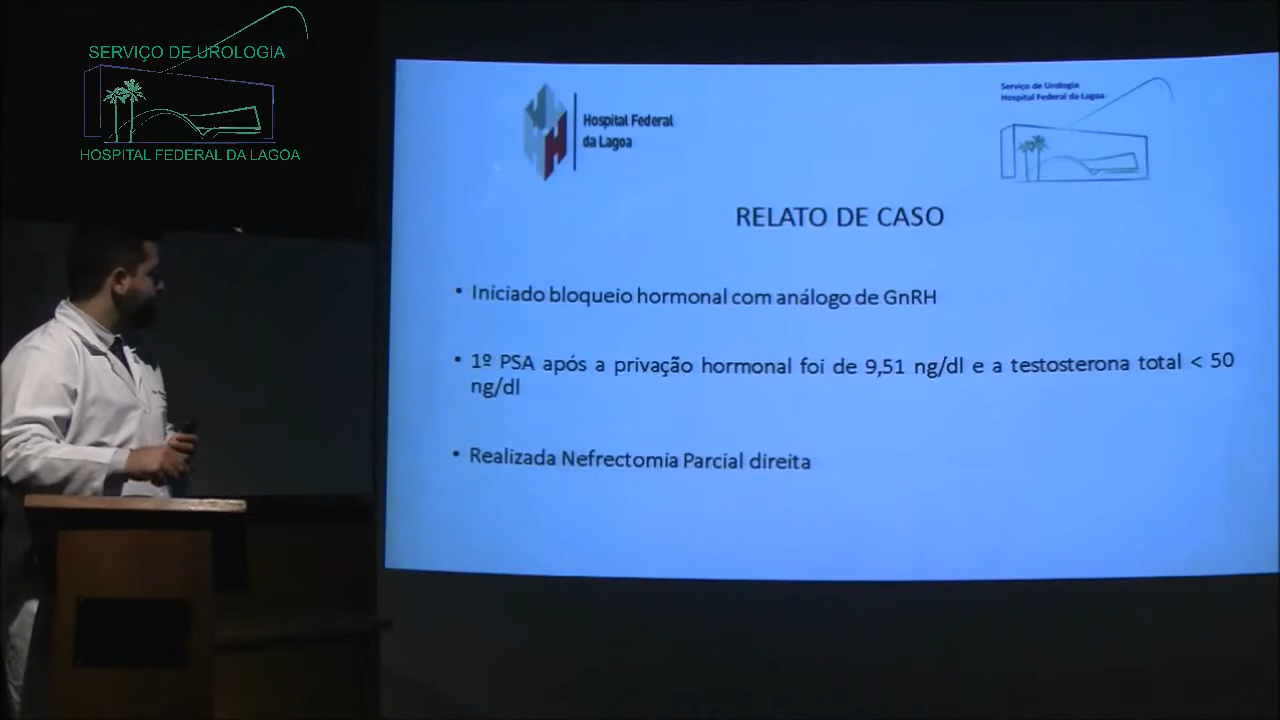 SERVIÇO DE UROLOGIA
HOSPITAL FEDERAL DA LAGOA
Hospital Federal
da Lagoa
Serviço de Urologia
Hospital Federal da Lagoa
RELATO DE CASO
• Iniciado bloqueio hormonal com análogo de GnRH
• 1º PSA após a privação hormonal foi de 9,51 ng/dl e a testosterona total < 50
ng/dl
• Realizada Nefrectomia Parcial direita